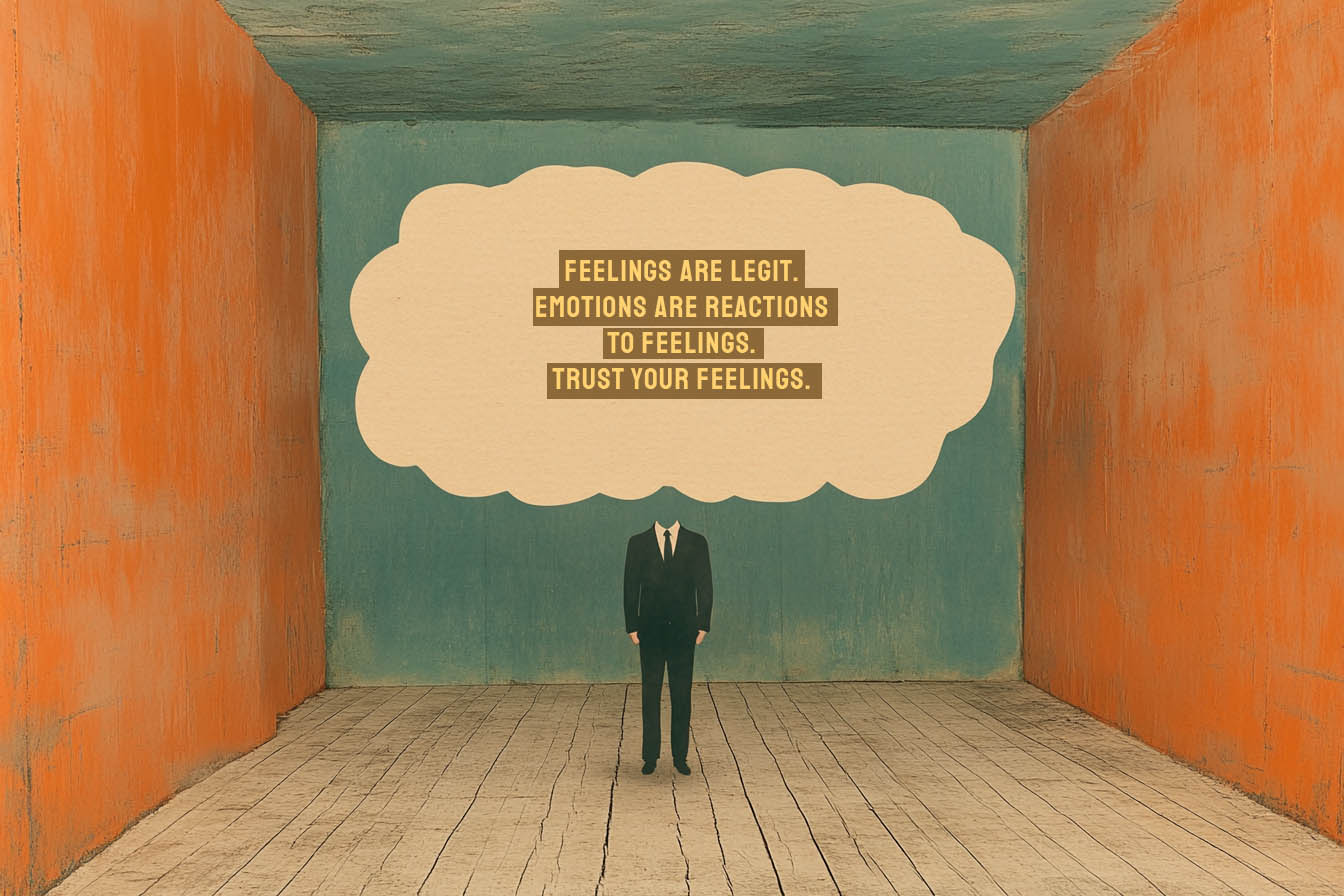 FEELINGS ARE LEGIT.
EMOTIONS ARE REACTIONS
TO FEELINGS.
TRUST YOUR FEELINGS.